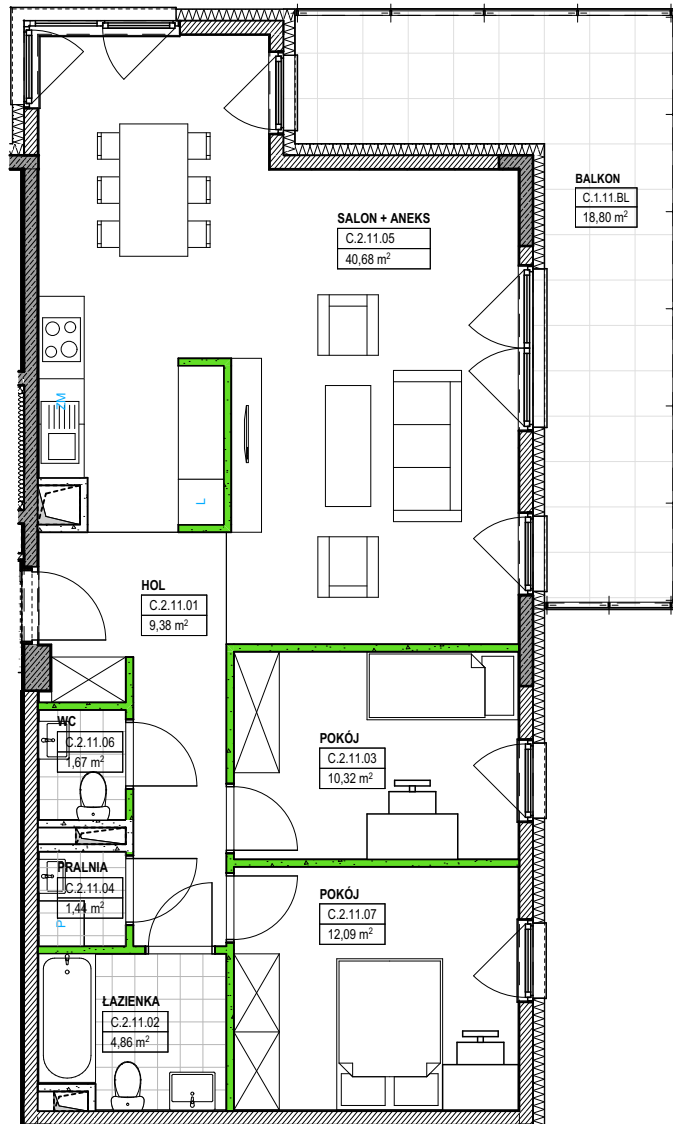 BALKON
C.1.11.BL
18,80 m²
SALON + ANEKS
C.2.11.05
40,68 m²
ZM
L
HOL
C.2.11.01
9,38 m²
WC
C.2.11.06
1,67 m²
POKÓJ
C.2.11.03
10,32 m²
PRALNIA
C.2.11.04
1,44 m²
P
POKÓJ
C.2.11.07
12,09 m²
ŁAZIENKA
C.2.11.02
4,86 m²